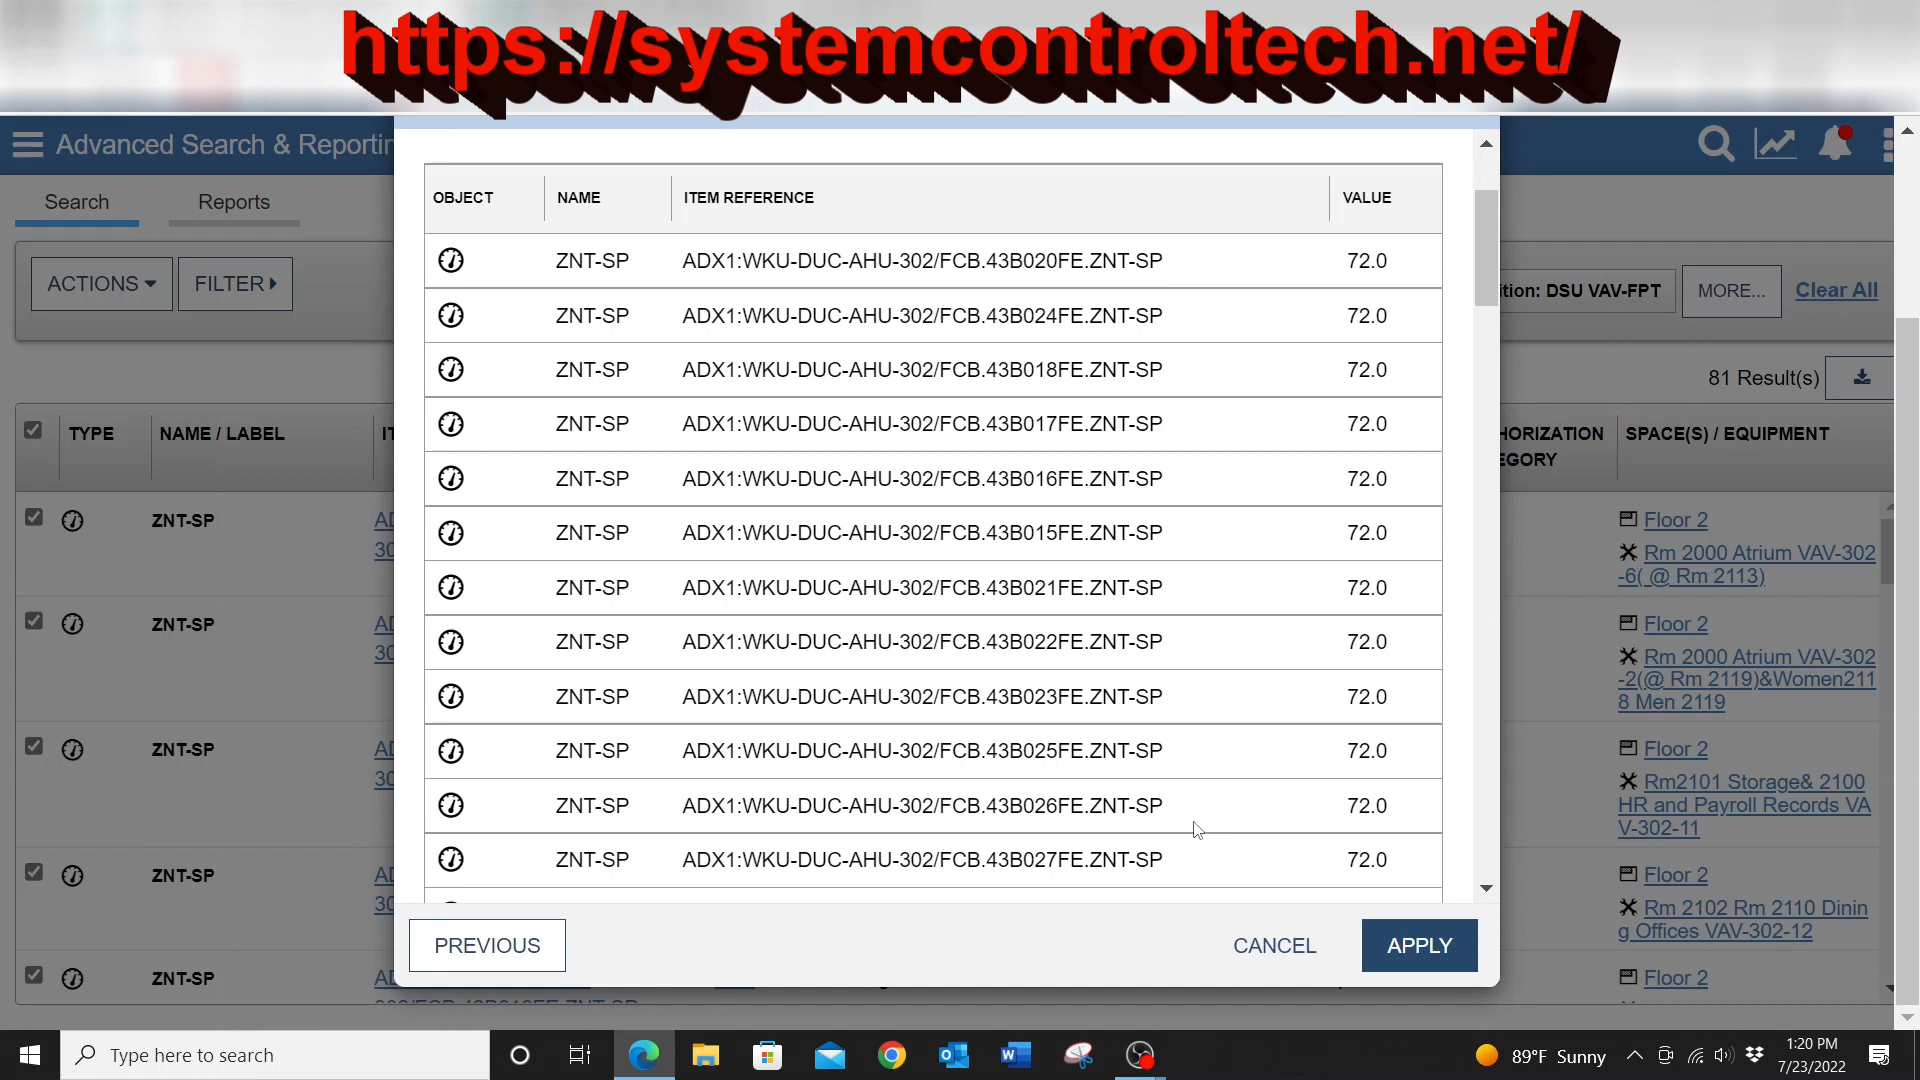 https://systemcontroltech.net/
Advanced Search & Reportin
Search
Reports
ACTIONS
FILTER
ition: DSU VAV-FPT
MORE...
Clear All
81 Result(s)
TYPE
NAME / LABEL
IT
HORIZATION
EGORY
SPACE(S) / EQUIPMENT
ZNT-SP
AD
30
Floor 2
Rm 2000 Atrium VAV-302
-6( @ Rm 2113)
ZNT-SP
AD
30
Floor 2
Rm 2000 Atrium VAV-302
-2(@ Rm 2119)&Women211
8 Men 2119
ZNT-SP
AD
30
Floor 2
Rm2101 Storage& 2100
HR and Payroll Records VA
V-302-11
ZNT-SP
AD
30
Floor 2
Rm 2102 Rm 2110 Dinin
g Offices VAV-302-12
ZNT-SP
Floor 2
OBJECT NAME ITEM REFERENCE VALUE
ZNT-SP ADX1:WKU-DUC-AHU-302/FCB.43B020FE.ZNT-SP 72.0
ZNT-SP ADX1:WKU-DUC-AHU-302/FCB.43B024FE.ZNT-SP 72.0
ZNT-SP ADX1:WKU-DUC-AHU-302/FCB.43B018FE.ZNT-SP 72.0
ZNT-SP ADX1:WKU-DUC-AHU-302/FCB.43B017FE.ZNT-SP 72.0
ZNT-SP ADX1:WKU-DUC-AHU-302/FCB.43B016FE.ZNT-SP 72.0
ZNT-SP ADX1:WKU-DUC-AHU-302/FCB.43B015FE.ZNT-SP 72.0
ZNT-SP ADX1:WKU-DUC-AHU-302/FCB.43B021FE.ZNT-SP 72.0
ZNT-SP ADX1:WKU-DUC-AHU-302/FCB.43B022FE.ZNT-SP 72.0
ZNT-SP ADX1:WKU-DUC-AHU-302/FCB.43B023FE.ZNT-SP 72.0
ZNT-SP ADX1:WKU-DUC-AHU-302/FCB.43B025FE.ZNT-SP 72.0
ZNT-SP ADX1:WKU-DUC-AHU-302/FCB.43B026FE.ZNT-SP 72.0
ZNT-SP ADX1:WKU-DUC-AHU-302/FCB.43B027FE.ZNT-SP 72.0
PREVIOUS
CANCEL
APPLY
Type here to search
89°F Sunny
1:20 PM
7/23/2022